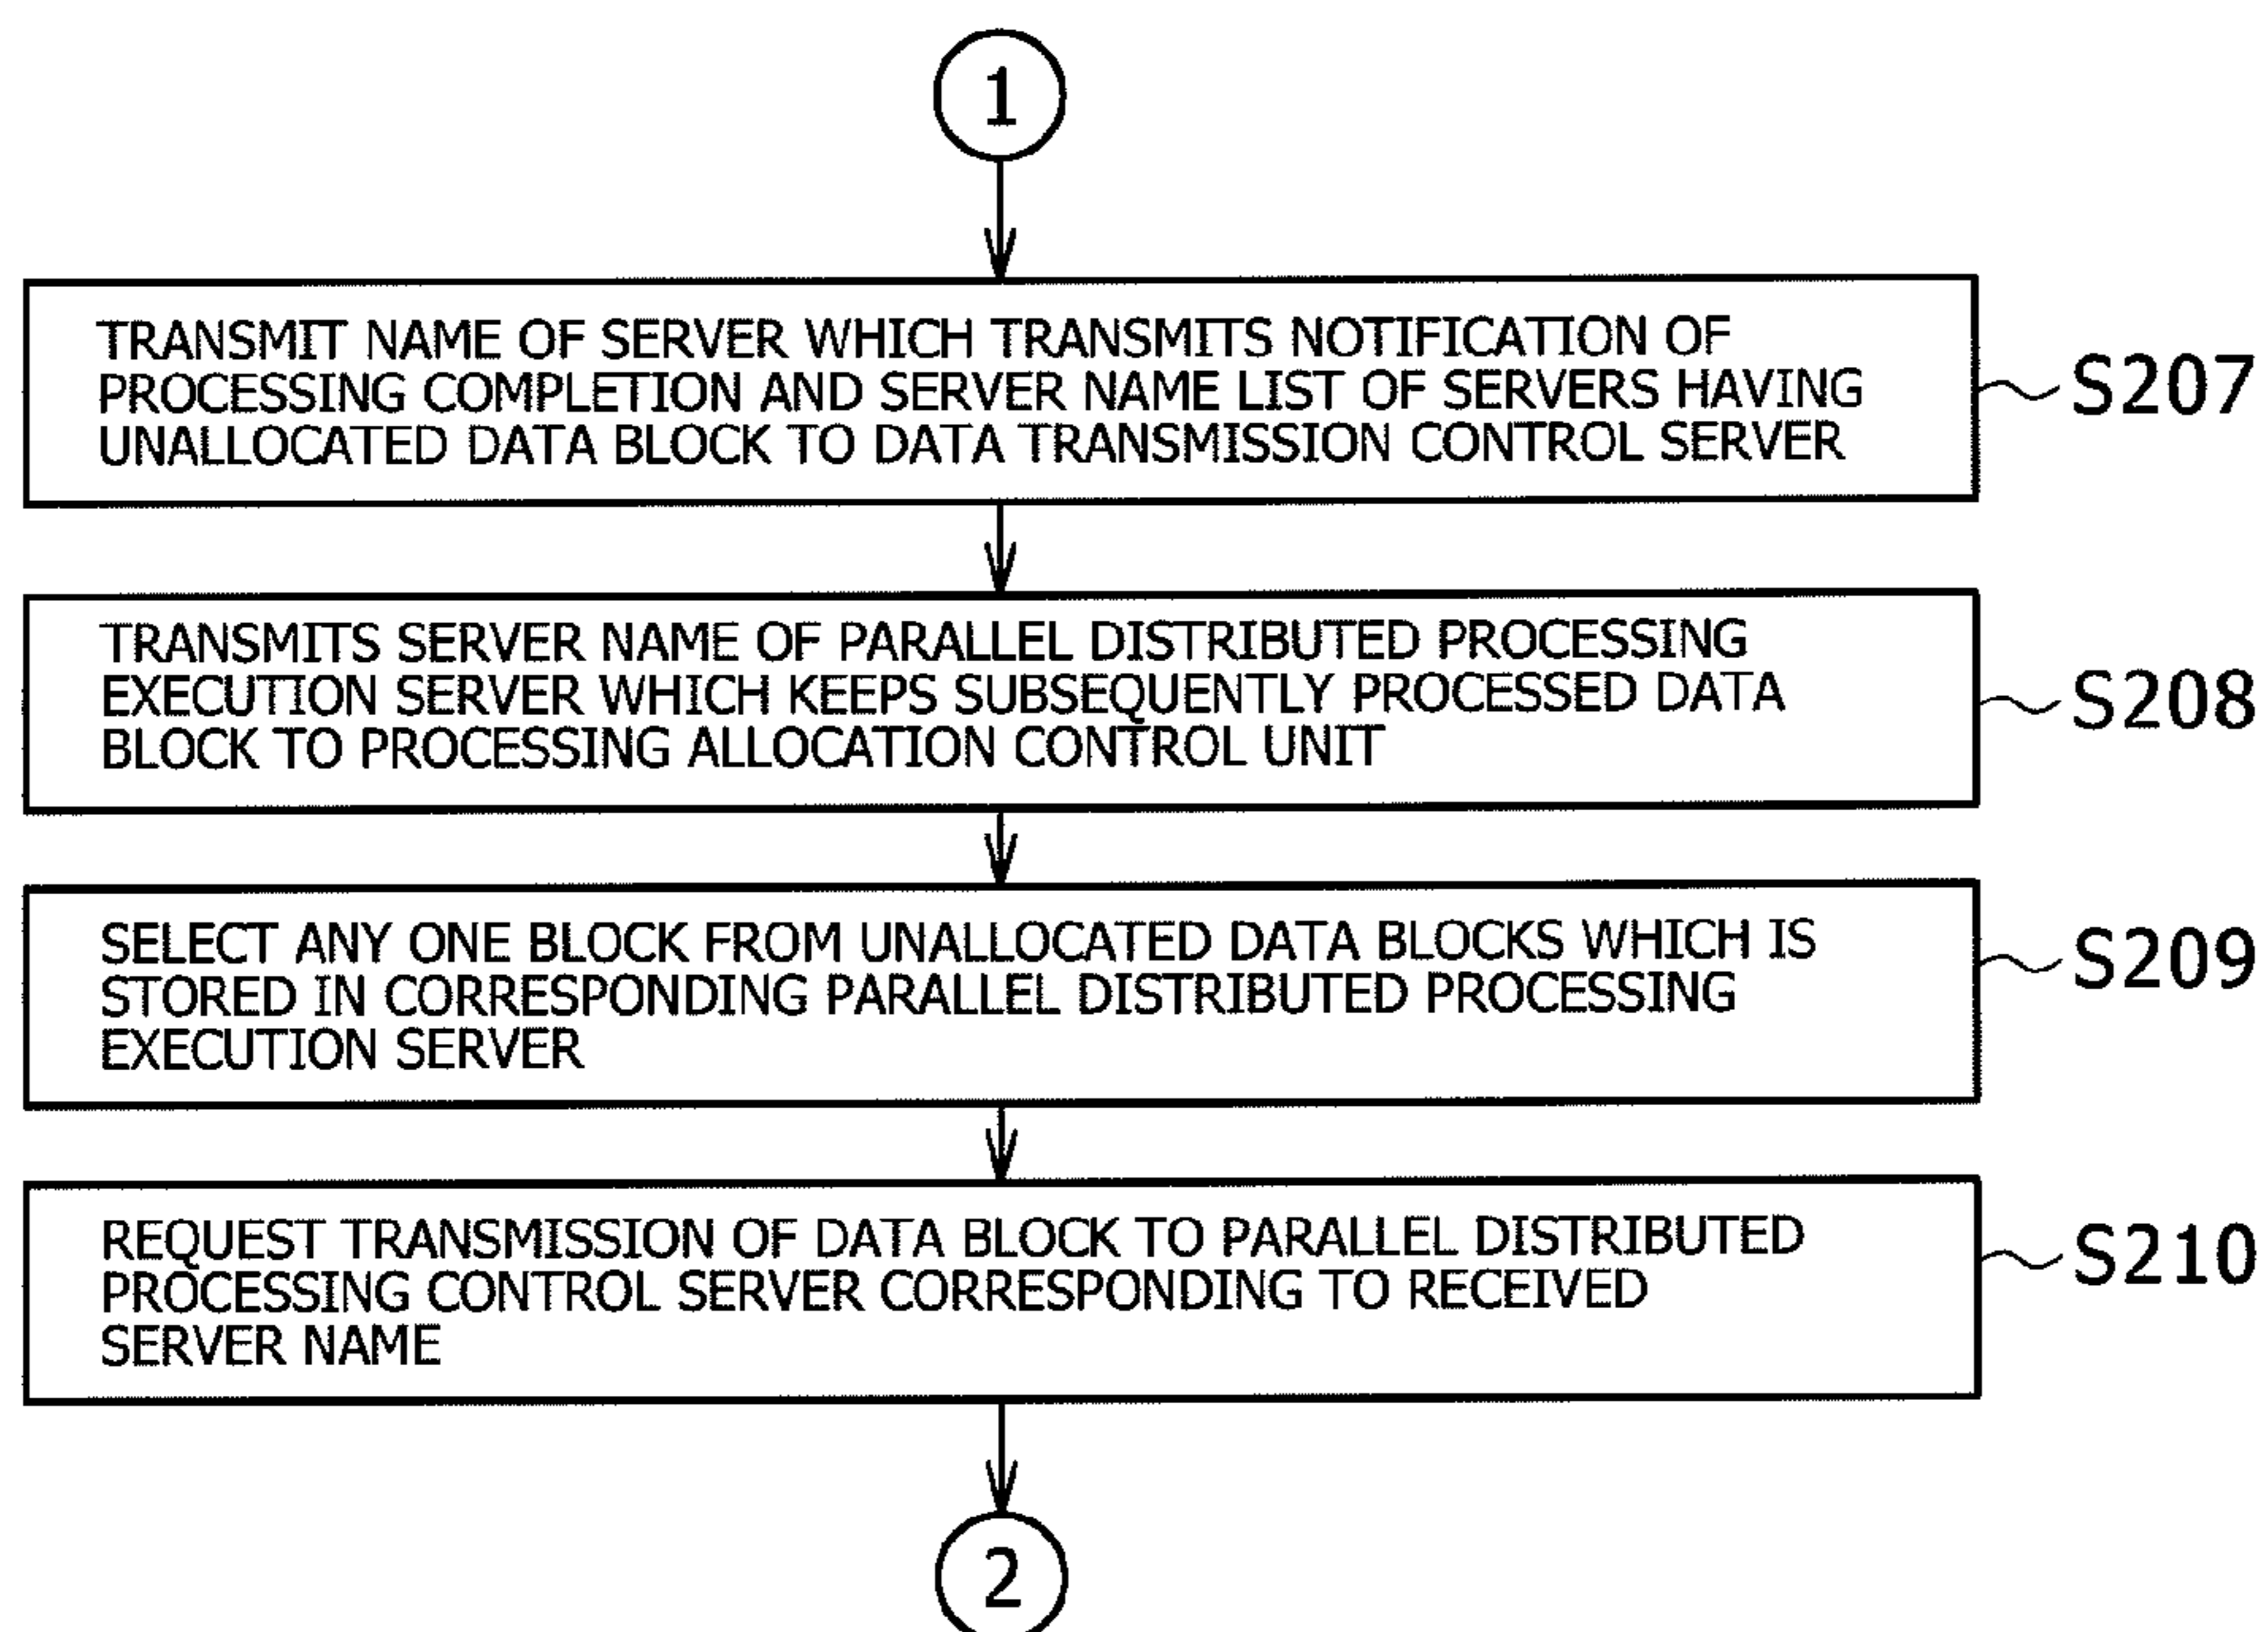 1
TRANSMIT NAME OF SERVER WHICH TRANSMITS NOTIFICATION OF
PROCESSING COMPLETION AND SERVER NAME LIST OF SERVERS HAVING
UNALLOCATED DATA BLOCK TO DATA TRANSMISSION CONTROL SERVER
S207
TRANSMITS SERVER NAME OF PARALLEL DISTRIBUTED PROCESSING
EXECUTION SERVER WHICH KEEPS SUBSEQUENTLY PROCESSED DATA
BLOCK TO PROCESSING ALLOCATION CONTROL UNIT
S208
SELECT ANY ONE BLOCK FROM UNALLOCATED DATA BLOCKS WHICH IS
STORED IN CORRESPONDING PARALLEL DISTRIBUTED PROCESSING
EXECUTION SERVER
S209
REQUEST TRANSMISSION OF DATA BLOCK TO PARALLEL DISTRIBUTED
PROCESSING CONTROL SERVER CORRESPONDING TO RECEIVED
SERVER NAME
S210
2